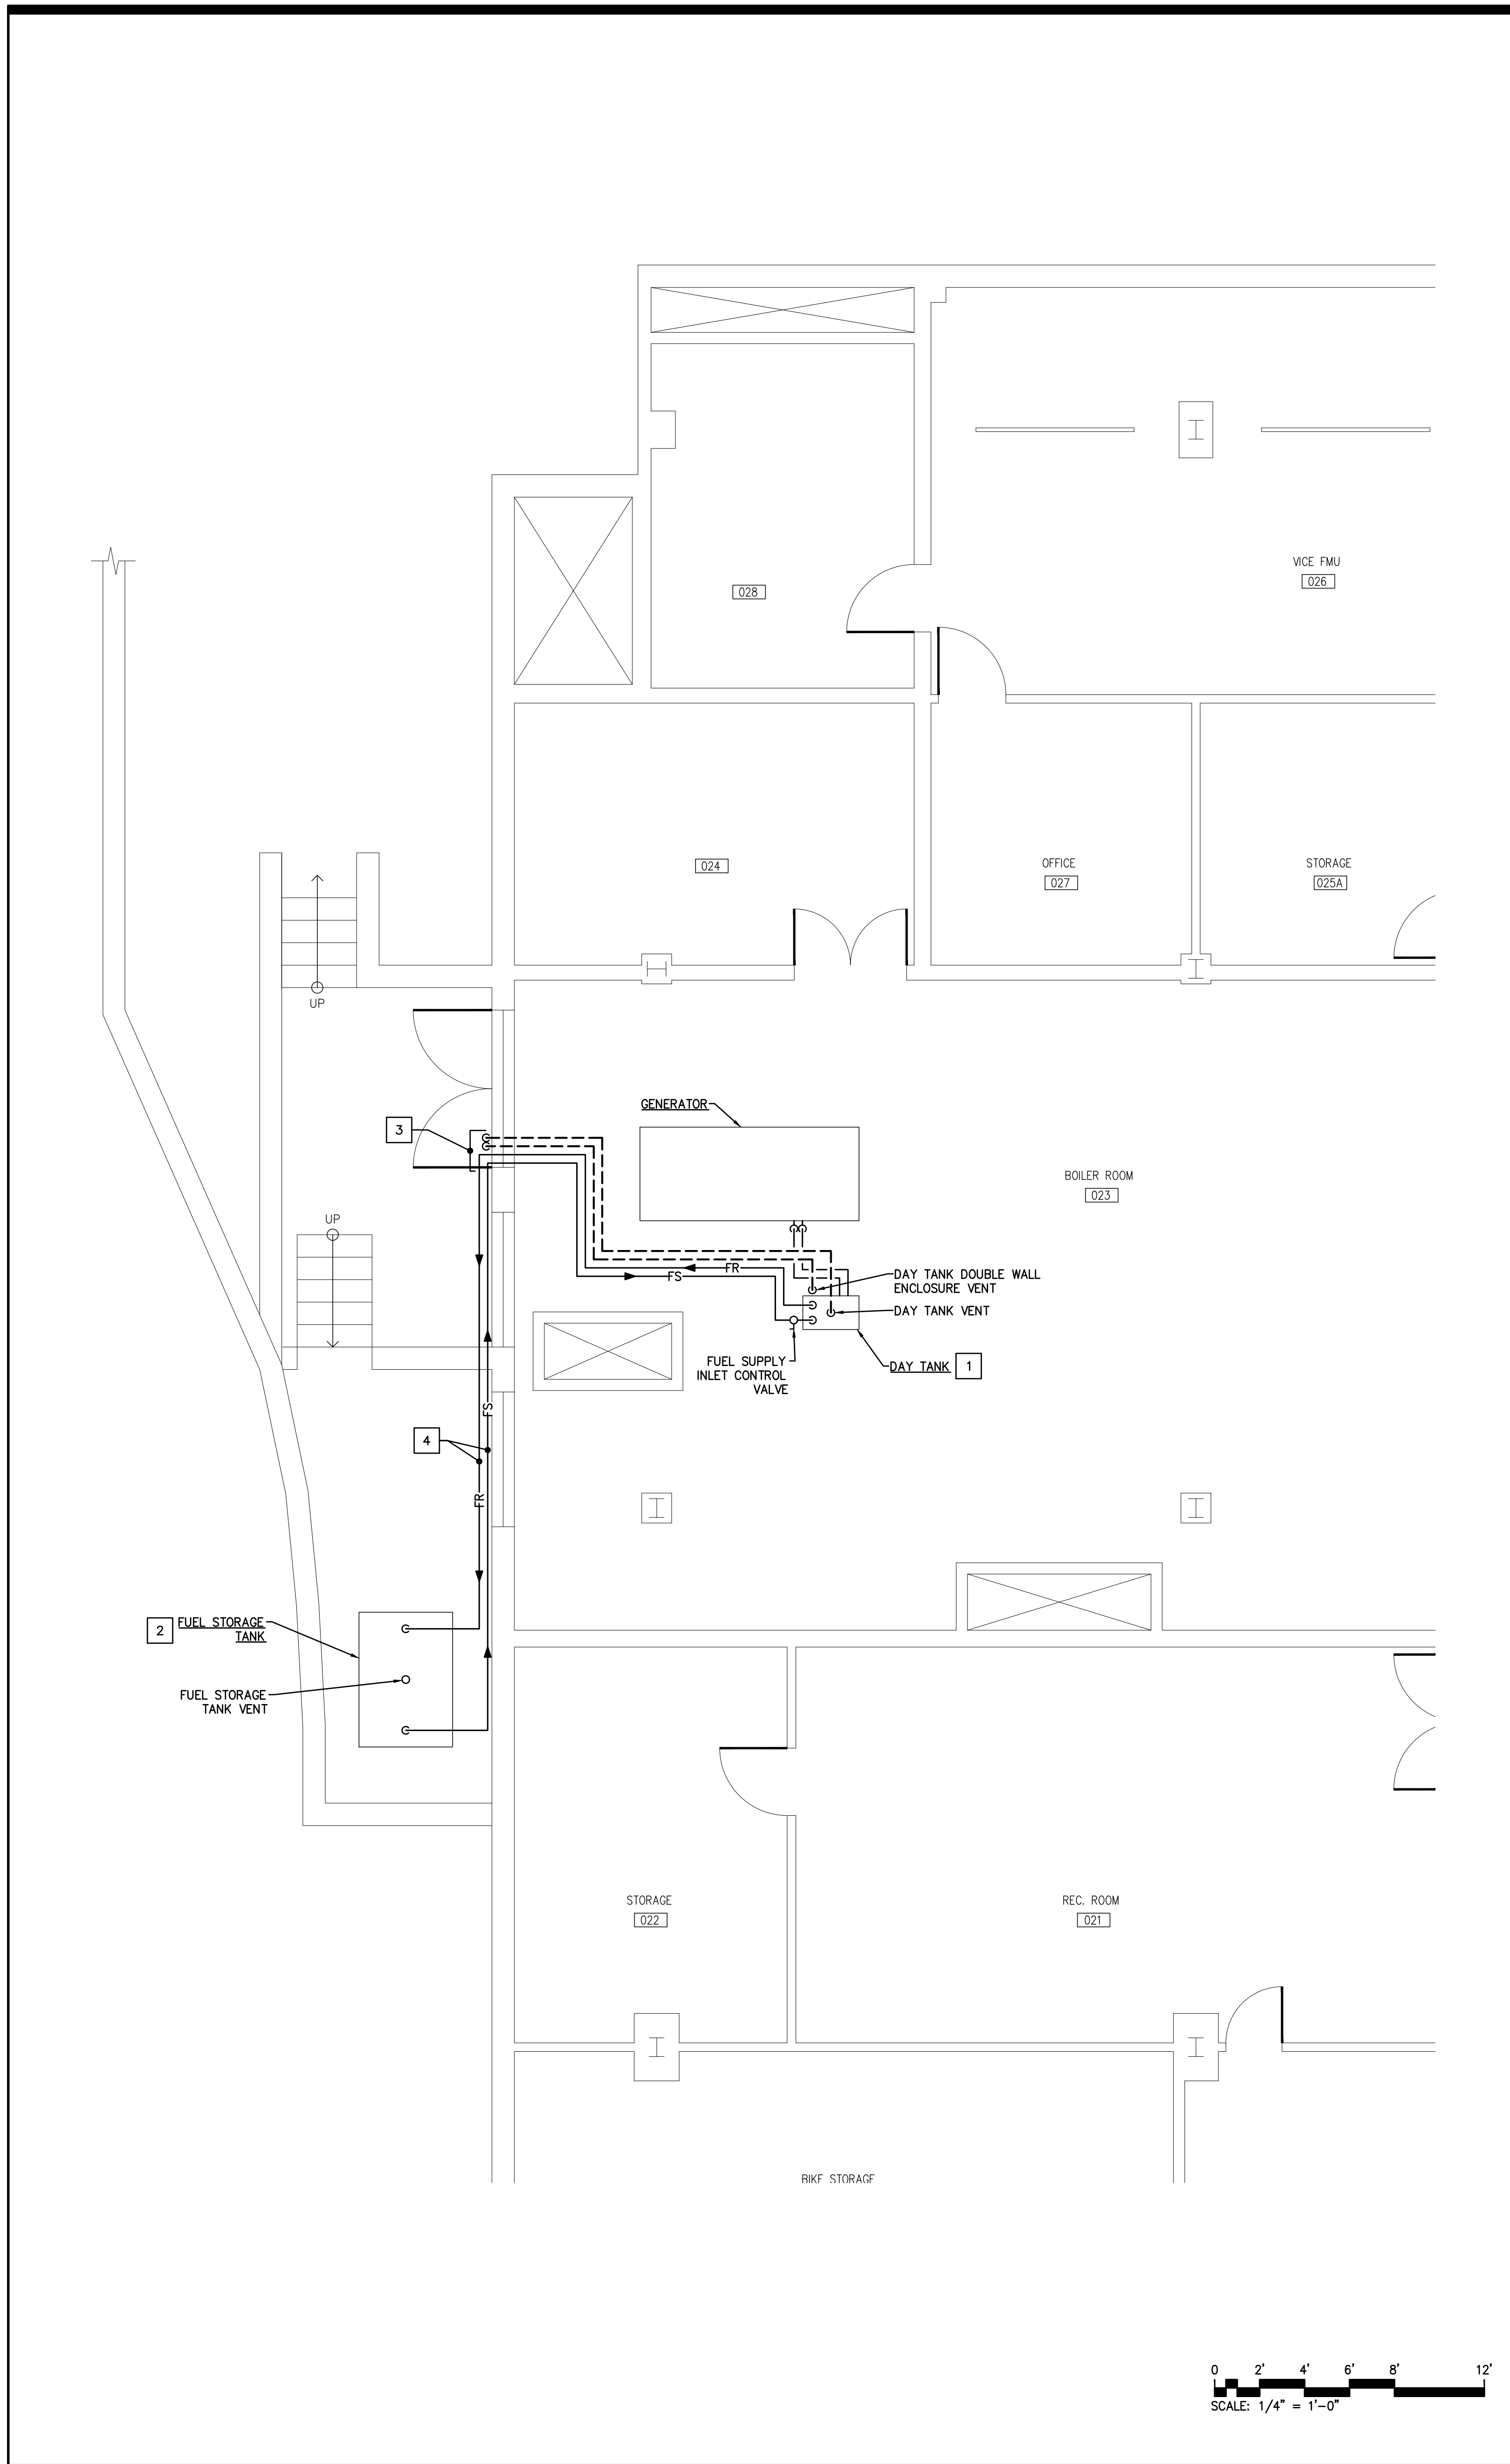 VICE FMU
026
028
024
OFFICE
027
STORAGE
025A
UP
GENERATOR
3
BOILER ROOM
023
UP
FR
FS
DAY TANK DOUBLE WALL
ENCLOSURE VENT
DAY TANK VENT
FUEL SUPPLY
INLET CONTROL
VALVE
DAY TANK
1
FS
4
FR
2
FUEL STORAGE
TANK
FUEL STORAGE
TANK VENT
STORAGE
022
REC. ROOM
021
BIKE STORAGE
0 2' 4' 6' 8' 12'
SCALE: 1/4" = 1'-0"